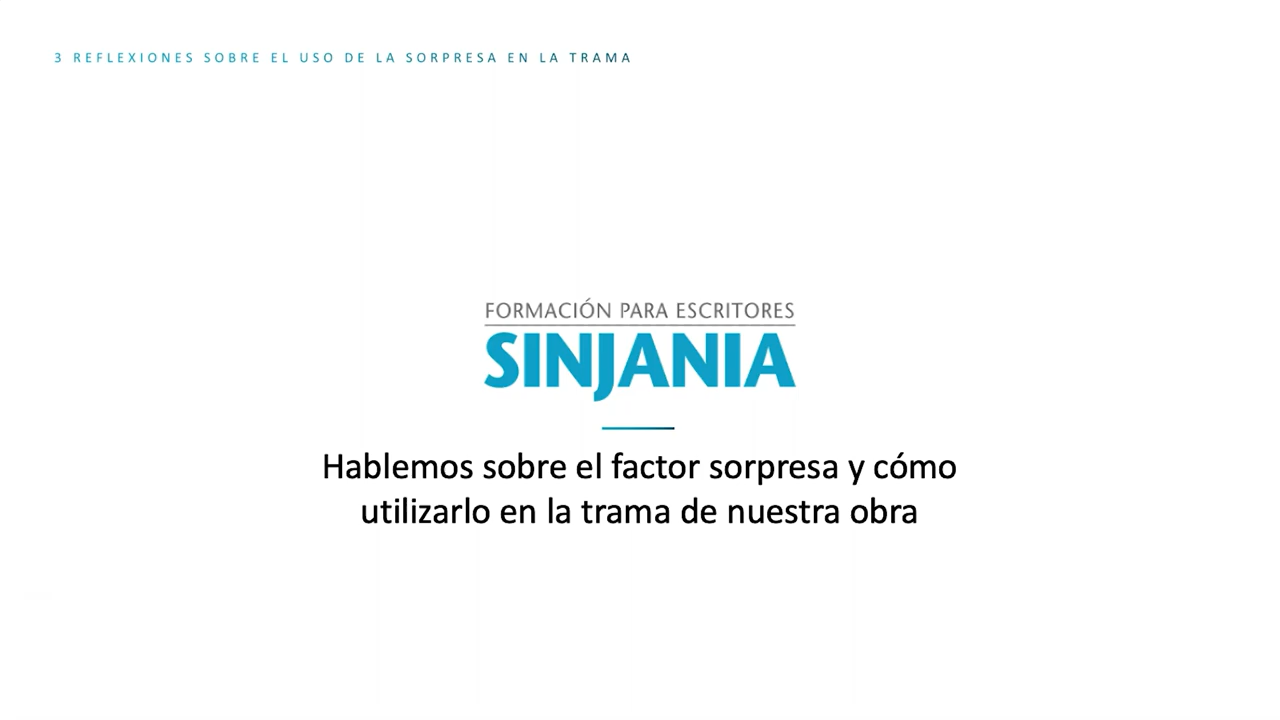 3 REFLEXIONES SOBRE EL USO DE LA SORPRESA EN LA TRAMA
FORMACIÓN PARA ESCRITORES
SINJANIA
Hablemos sobre el factor sorpresa y cómo
utilizarlo en la trama de nuestra obra